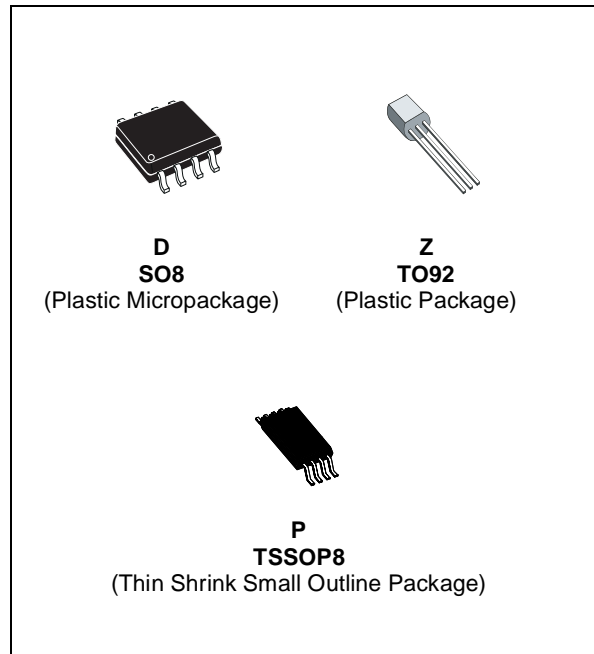 D
SO8
(Plastic Micropackage)
Z
TO92
(Plastic Package)
P
TSSOP8
(Thin Shrink Small Outline Package)